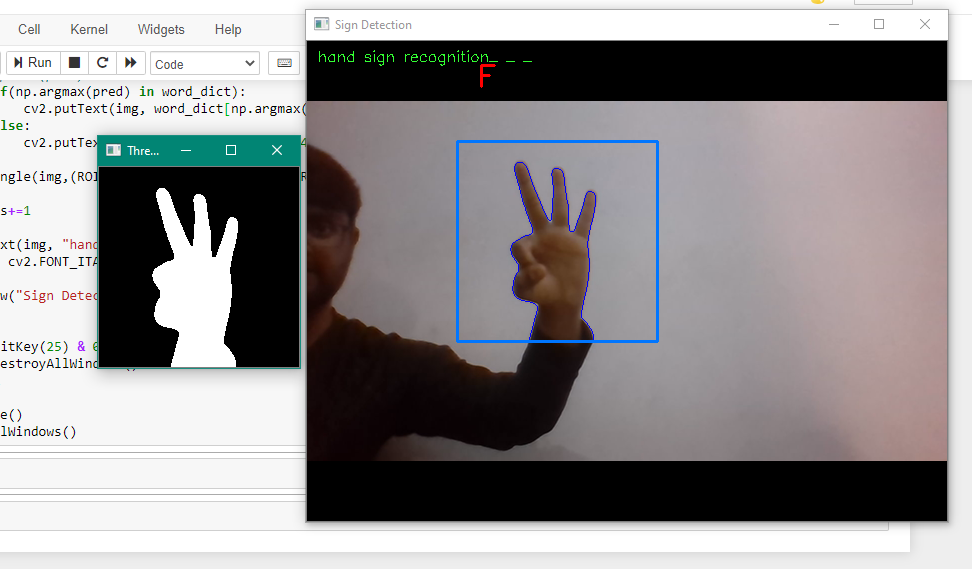 Cell Kernel Widgets Help
Run Code
f(np.argmax(pred) in word_dict):
cv2.putText(img, word_dict[np.argmax(
lse:
cv2.putTex
ngle(img,(ROI
s+=1
xt(img, "hand
cv2.FONT_ITA
w("Sign Detec
itKey(25) & 0
estroyAllWind
e()
lWindows()
Thre...
Sign Detection
hand sign recognition_ _ _
F